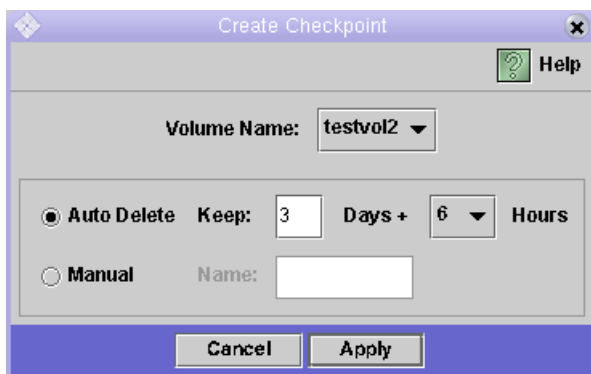 Create Checkpoint
Help
Volume Name: testvol2
Auto Delete Keep: 3 Days + 6 Hours
Manual Name:
Cancel Apply